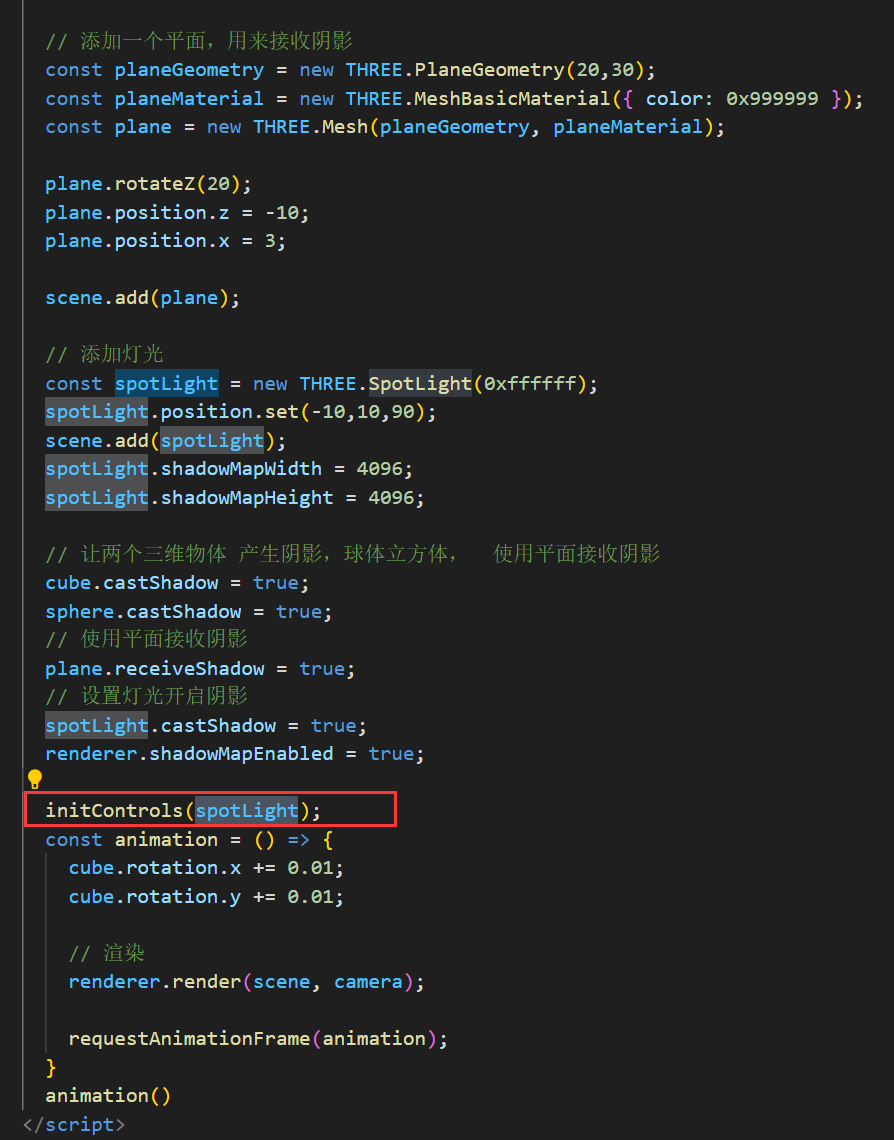 // 添加一个平面，用来接收阴影
const planeGeometry = new THREE.PlaneGeometry(20,30);
const planeMaterial = new THREE.MeshBasicMaterial({ color: 0x999999 });
const plane = new THREE.Mesh(planeGeometry, planeMaterial);
plane.rotateZ(20);
plane.position.z = -10;
plane.position.x = 3;
scene.add(plane);
// 添加灯光
const spotLight = new THREE.SpotLight(0xffffff);
spotLight.position.set(-10,10,90);
scene.add(spotLight);
spotLight.shadowMapWidth = 4096;
spotLight.shadowMapHeight = 4096;
// 让两个三维物体 产生阴影，球体立方体，  使用平面接收阴影
cube.castShadow = true;
sphere.castShadow = true;
// 使用平面接收阴影
plane.receiveShadow = true;
// 设置灯光开启阴影
spotLight.castShadow = true;
renderer.shadowMapEnabled = true;
initControls(spotLight);
const animation = () => {
cube.rotation.x += 0.01;
cube.rotation.y += 0.01;
// 渲染
renderer.render(scene, camera);
requestAnimationFrame(animation);
}
animation()
</script>